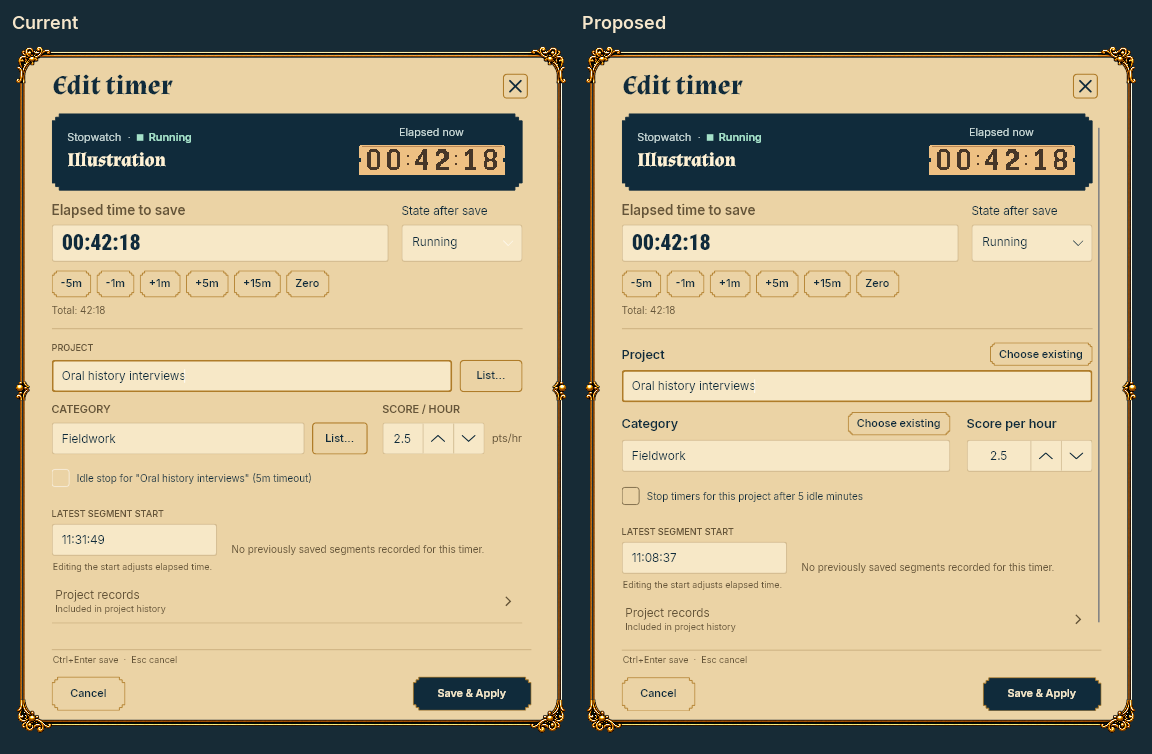 Current
Edit timer
Stopwatch · Running
Illustration
Elapsed now
00:42:18
Elapsed time to save
State after save
00:42:18
Running
-5m -1m +1m +5m +15m Zero
Total: 42:18
PROJECT
Oral history interviews
List...
CATEGORY
SCORE / HOUR
Fieldwork
List...
2.5
pts/hr
Idle stop for "Oral history interviews" (5m timeout)
LATEST SEGMENT START
11:31:49
No previously saved segments recorded for this timer.
Editing the start adjusts elapsed time.
Project records
Included in project history
Ctrl+Enter save · Esc cancel
Cancel
Save & Apply
Proposed
Edit timer
Stopwatch · Running
Illustration
Elapsed now
00:42:18
Elapsed time to save
State after save
00:42:18
Running
-5m -1m +1m +5m +15m Zero
Total: 42:18
Project
Choose existing
Oral history interviews
Category
Choose existing
Score per hour
Fieldwork
2.5
Stop timers for this project after 5 idle minutes
LATEST SEGMENT START
11:08:37
No previously saved segments recorded for this timer.
Editing the start adjusts elapsed time.
Project records
Included in project history
Ctrl+Enter save · Esc cancel
Cancel
Save & Apply